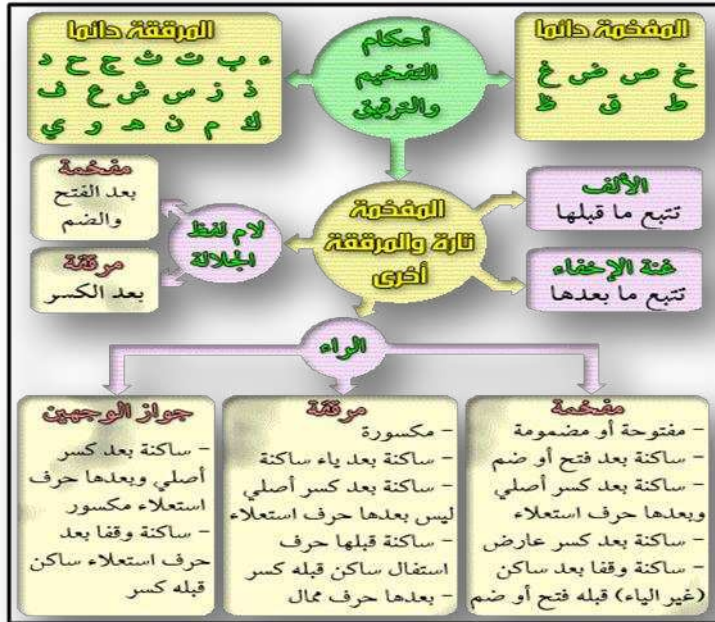 المفخمة دائما
خ ص ض غ
ط ق ظ
أحكام
التفخيم
والترقيق
المرققة دائما
ء ب ت ث ج ح د
ذ ز س ش ع ف
ك م ن هـ و ي
المفخمة
تارة والمرققة
أخرى
الألف
تتبع ما قبلها
غنة الإخفاء
تتبع ما بعدها
لام لفظ
الجلالة
مفخمة
بعد الفتح
والضم
مرققة
بعد الكسر
الراء
مفخمة
- مفتوحة أو مضمومة
- ساكنة بعد فتح أو ضم
- ساكنة بعد كسر أصلي
وبعدها حرف استعلاء
- ساكنة بعد كسر عارض
- ساكنة وقفا بعد ساكن
(غير الياء) قبله فتح أو ضم
مرققة
- مكسورة
- ساكنة بعد ياء ساكنة
- ساكنة بعد كسر أصلي
ليس بعدها حرف استعلاء
- ساكنة قبلها حرف
استفال ساكن قبله كسر
- بعدها حرف ممال
جواز الوجهين
- ساكنة بعد كسر
أصلي وبعدها حرف
استعلاء مكسور
- ساكنة وقفا بعد
حرف استعلاء ساكن
قبله كسر